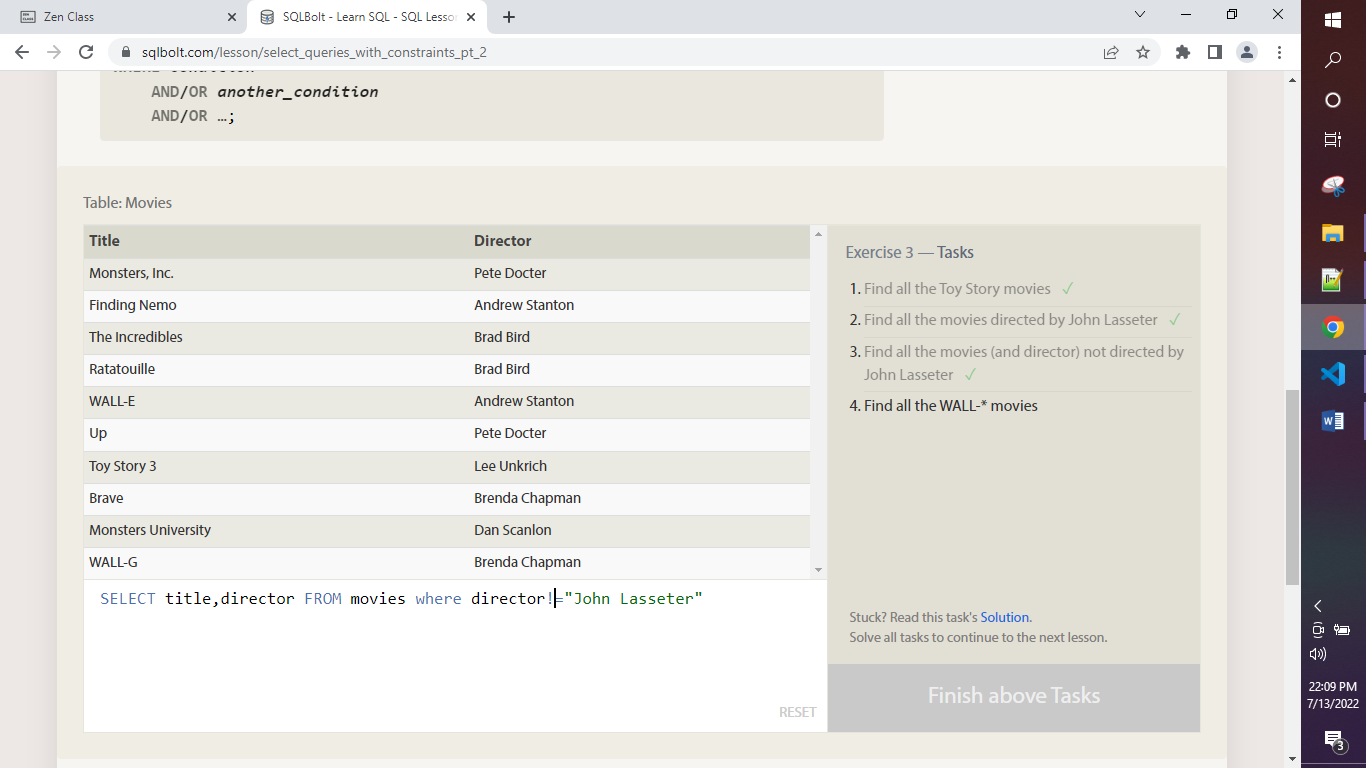 Zen Class
SQLBolt - Learn SQL - SQL Lesson
sqlbolt.com/lesson/select_queries_with_constraints_pt_2
AND/OR another_condition
AND/OR …;
Table: Movies
Title Director
Monsters, Inc. Pete Docter
Finding Nemo Andrew Stanton
The Incredibles Brad Bird
Ratatouille Brad Bird
WALL-E Andrew Stanton
Up Pete Docter
Toy Story 3 Lee Unkrich
Brave Brenda Chapman
Monsters University Dan Scanlon
WALL-G Brenda Chapman
SELECT title,director FROM movies where director!="John Lasseter"
RESET
Exercise 3 — Tasks
1. Find all the Toy Story movies ✓
2. Find all the movies directed by John Lasseter ✓
3. Find all the movies (and director) not directed by
John Lasseter ✓
4. Find all the WALL-* movies
Stuck? Read this task's Solution.
Solve all tasks to continue to the next lesson.
Finish above Tasks
22:09 PM
7/13/2022
3